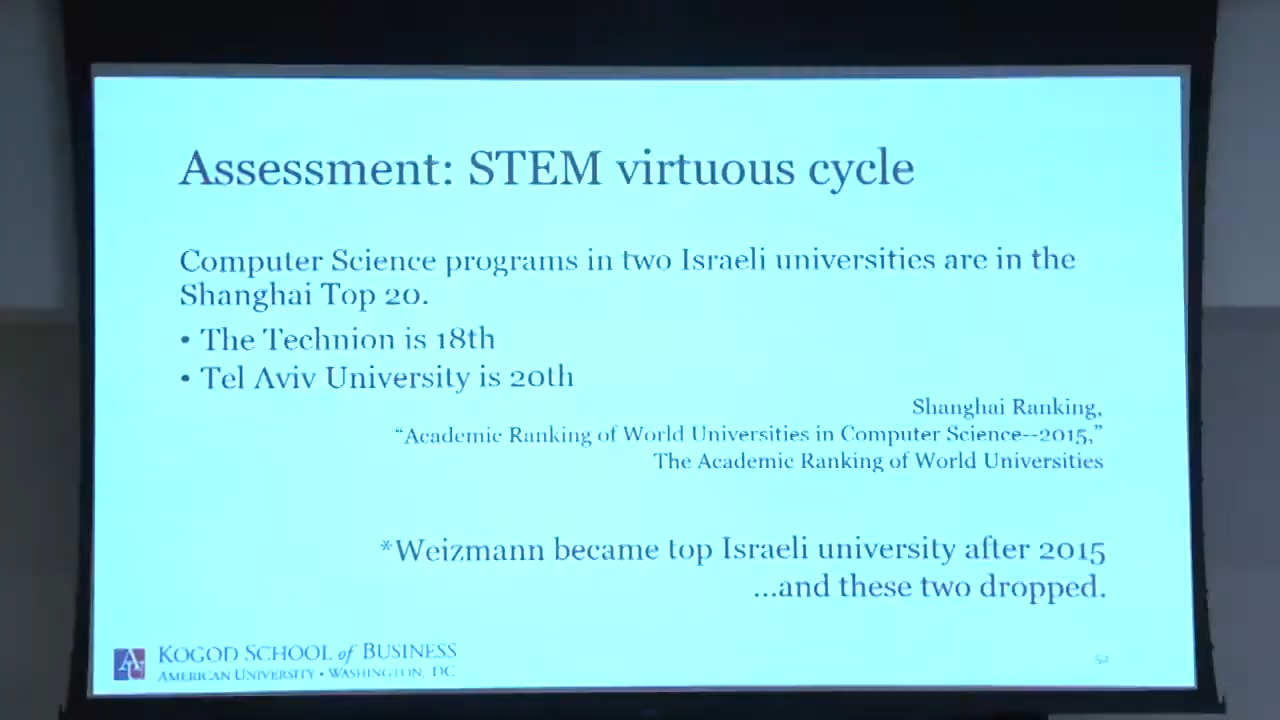 Assessment: STEM virtuous cycle
Computer Science programs in two Israeli universities are in the
Shanghai Top 20.
• The Technion is 18th
• Tel Aviv University is 20th
Shanghai Ranking,
“Academic Ranking of World Universities in Computer Science--2015,”
The Academic Ranking of World Universities
*Weizmann became top Israeli university after 2015
...and these two dropped.
AU KOGOD SCHOOL of BUSINESS
AMERICAN UNIVERSITY • WASHINGTON, DC